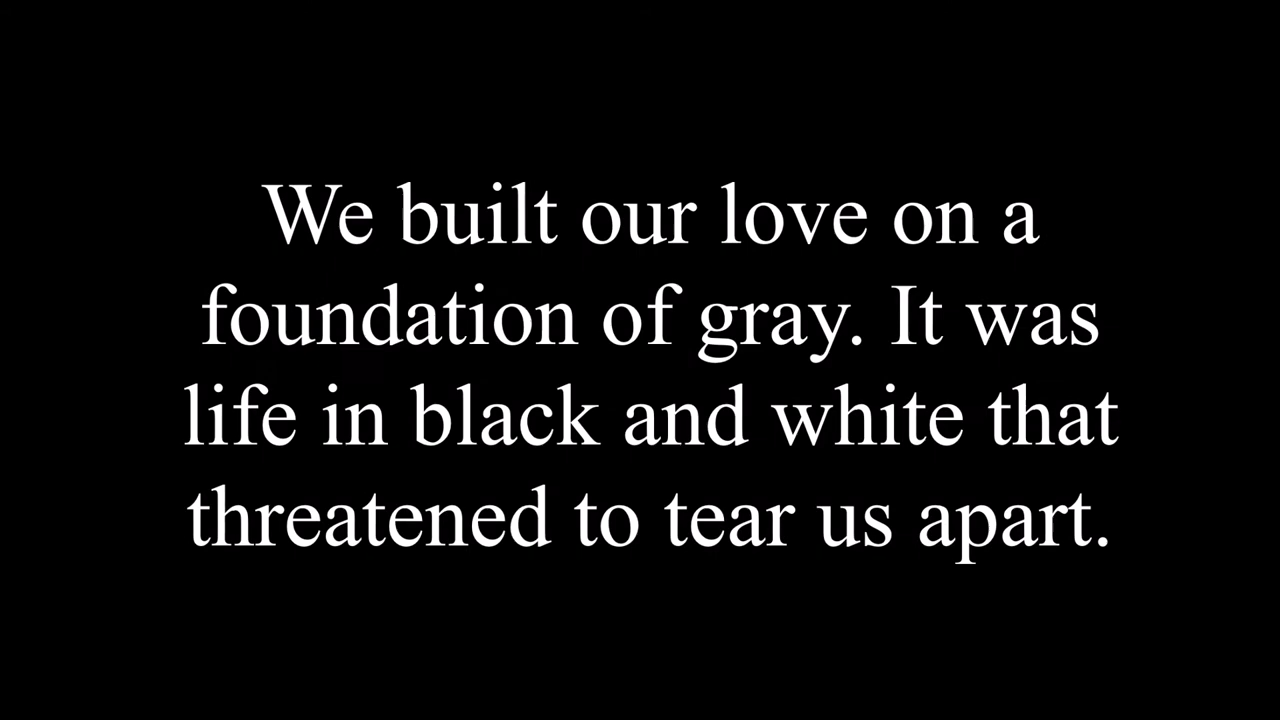 We built our love on a
foundation of gray. It was
life in black and white that
threatened to tear us apart.